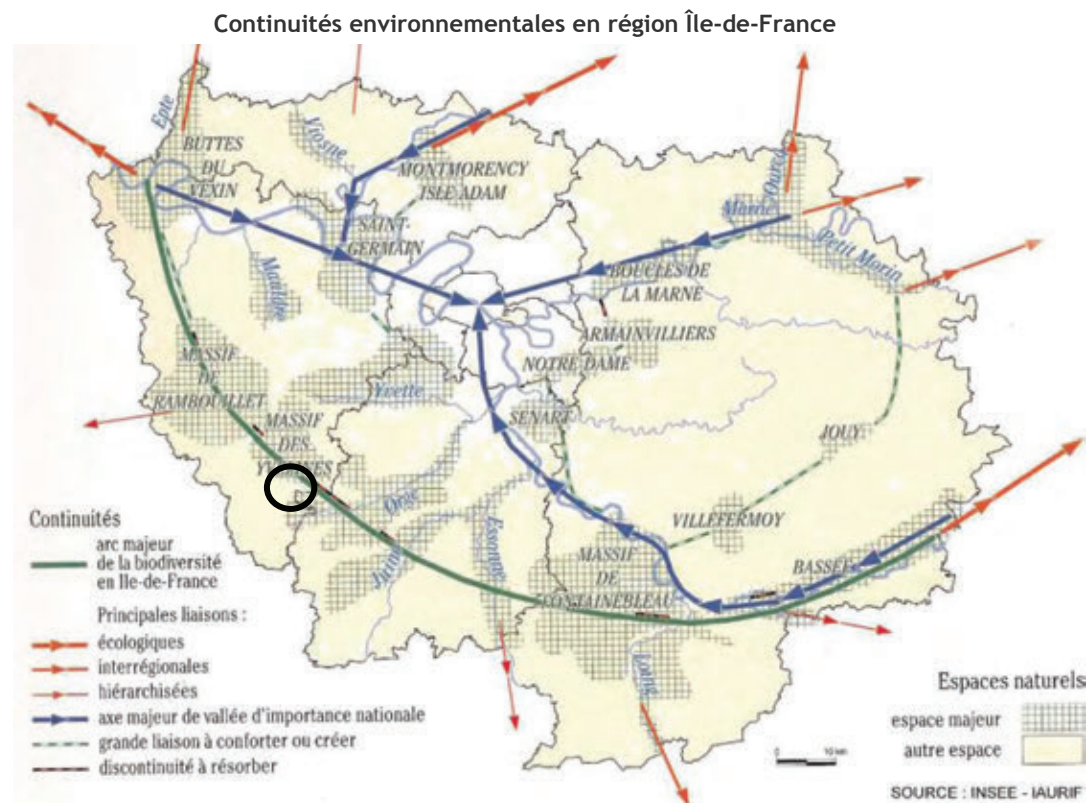 Continuités environnementales en région Île-de-France
Epte
BUTTES
DU
VEXIN
Viosne
MONTMORENCY
ISLE ADAM
SAINT-
GERMAIN
Mauldre
Ourcq
Marne
Petit Morin
BOUCLES DE
LA MARNE
ARMAINVILLIERS
NOTRE DAME
MASSIF
DE
RAMBOUILLET
Yvette
SENART
MASSIF
DES
JOUY
Orge
Juine
Essonne
VILLEFERMOY
MASSIF
DE
FONTAINEBLEAU
BASSEE
Loing
Continuités
arc majeur
de la biodiversité
en Ile-de-France
Principales liaisons :
écologiques
interrégionales
hiérarchisées
axe majeur de vallée d'importance nationale
grande liaison à conforter ou créer
discontinuité à résorber
0 10 km
Espaces naturels
espace majeur
autre espace
SOURCE : INSEE - IAURIF